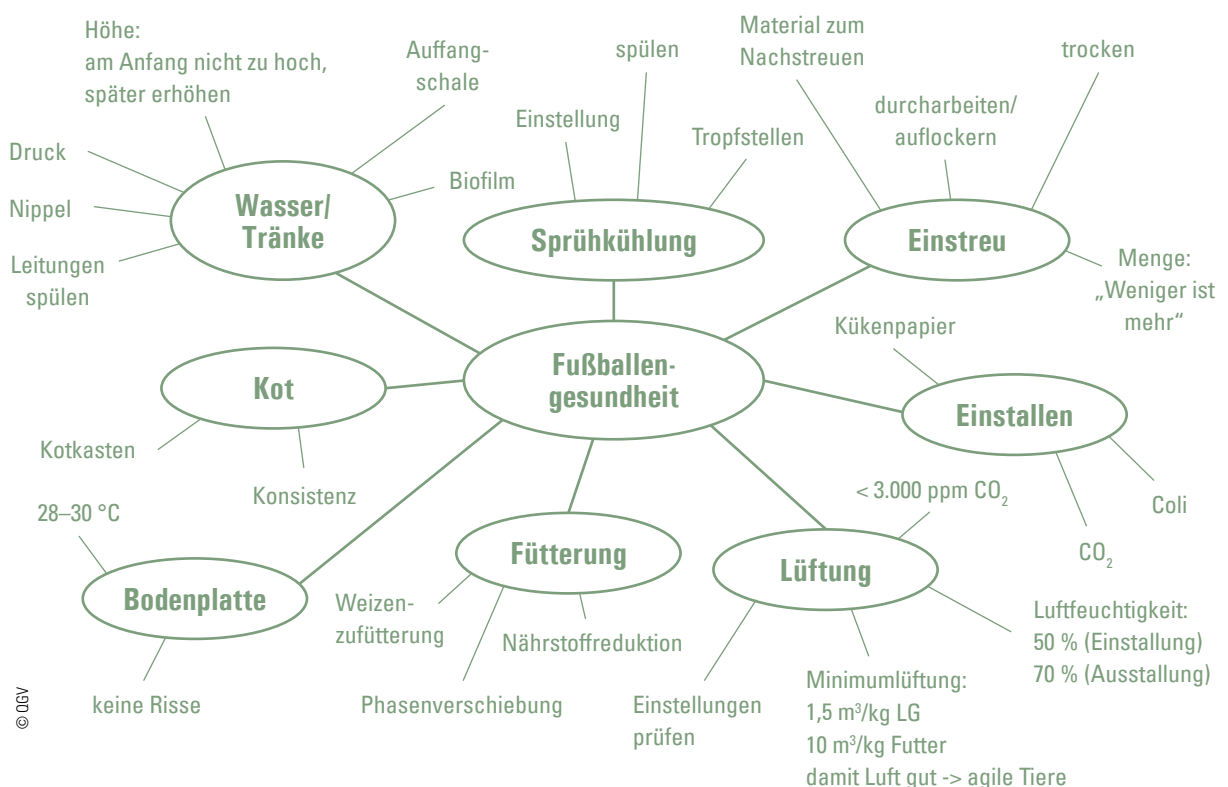 Höhe:
am Anfang nicht zu hoch,
später erhöhen
Auffang-
schale
Druck
Nippel
Leitungen
spülen
Biofilm
Wasser/
Tränke
Einstellung
spülen
Tropfstellen
Sprühkühlung
Material zum
Nachstreuen
durcharbeiten/
auflockern
trocken
Einstreu
Menge:
„Weniger ist
mehr“
Fußballen-
gesundheit
Kot
Kotkasten
Konsistenz
Kükenpapier
Einstallen
Coli
CO₂
28–30 °C
Bodenplatte
keine Risse
Fütterung
Weizen-
zufütterung
Nährstoffreduktion
Phasenverschiebung
< 3.000 ppm CO₂
Lüftung
Einstellungen
prüfen
Minimumlüftung:
1,5 m³/kg LG
10 m³/kg Futter
damit Luft gut -> agile Tiere
Luftfeuchtigkeit:
50 % (Einstallung)
70 % (Ausstallung)
© OGV